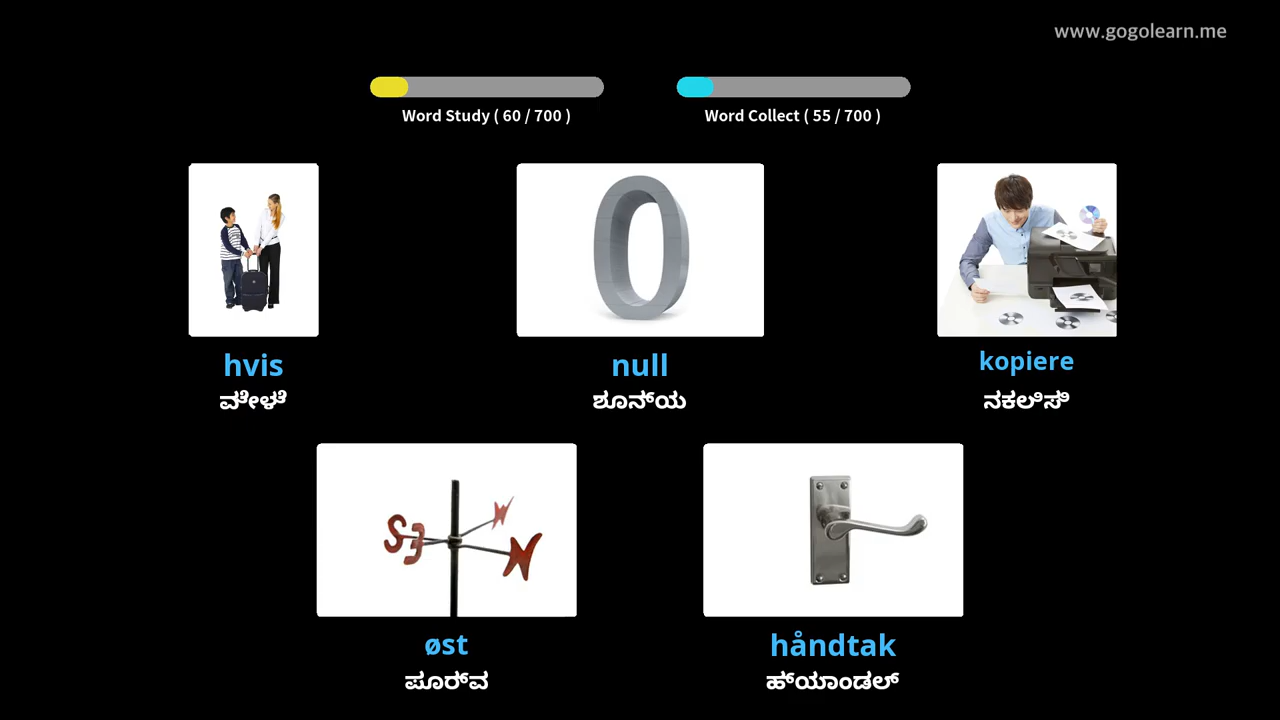 www.gogolearn.me
Word Study ( 60 / 700 )
Word Collect ( 55 / 700 )
hvis
ವೇಳೆ
null
ಶೂನ್ಯ
kopiere
ನಕಲಿಸಿ
øst
ಪೂರ್ವ
håndtak
ಹ್ಯಾಂಡಲ್